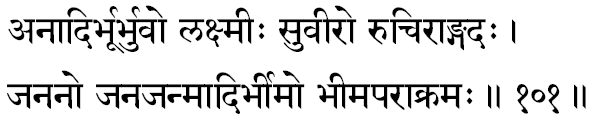 अनादिर्भूर्भुवो लक्ष्मीः सुवीरो रुचिराङ्गदः ।
जननो जनजन्मादिर्भीमो भीमपराक्रमः ॥ १०१ ॥